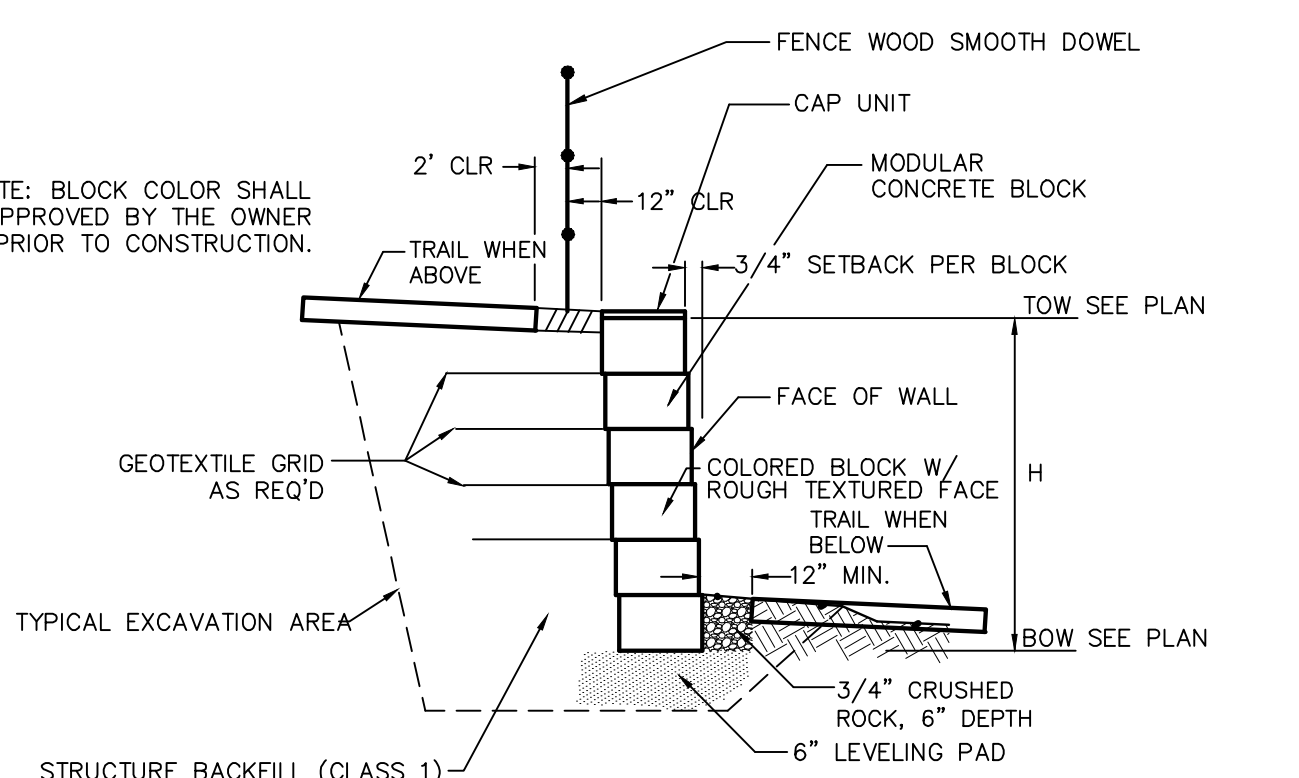 FENCE WOOD SMOOTH DOWEL
CAP UNIT
2' CLR
MODULAR
CONCRETE BLOCK
TE: BLOCK COLOR SHALL
PPROVED BY THE OWNER
PRIOR TO CONSTRUCTION.
12" CLR
TRAIL WHEN
ABOVE
3/4" SETBACK PER BLOCK
TOW SEE PLAN
FACE OF WALL
GEOTEXTILE GRID
AS REQ'D
COLORED BLOCK W/
ROUGH TEXTURED FACE
H
TRAIL WHEN
BELOW
12" MIN.
TYPICAL EXCAVATION AREA
BOW SEE PLAN
3/4" CRUSHED
ROCK, 6" DEPTH
6" LEVELING PAD
STRUCTURE BACKFILL (CLASS 1)